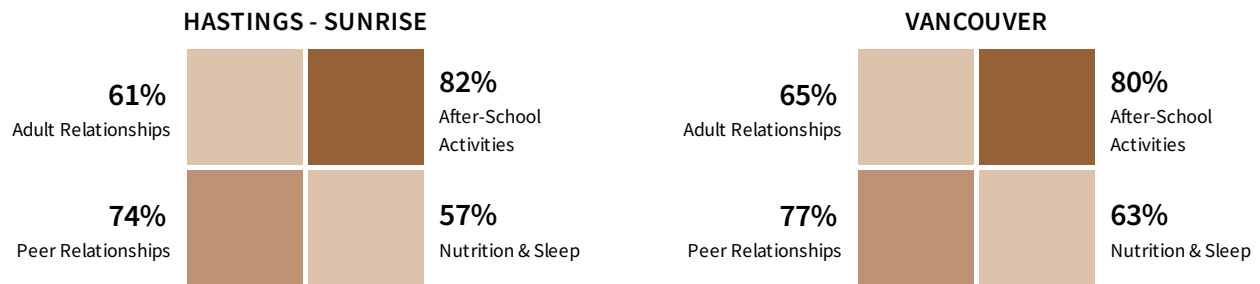 HASTINGS - SUNRISE
61%
Adult Relationships
82%
After-School
Activities
74%
Peer Relationships
57%
Nutrition & Sleep
VANCOUVER
65%
Adult Relationships
80%
After-School
Activities
77%
Peer Relationships
63%
Nutrition & Sleep